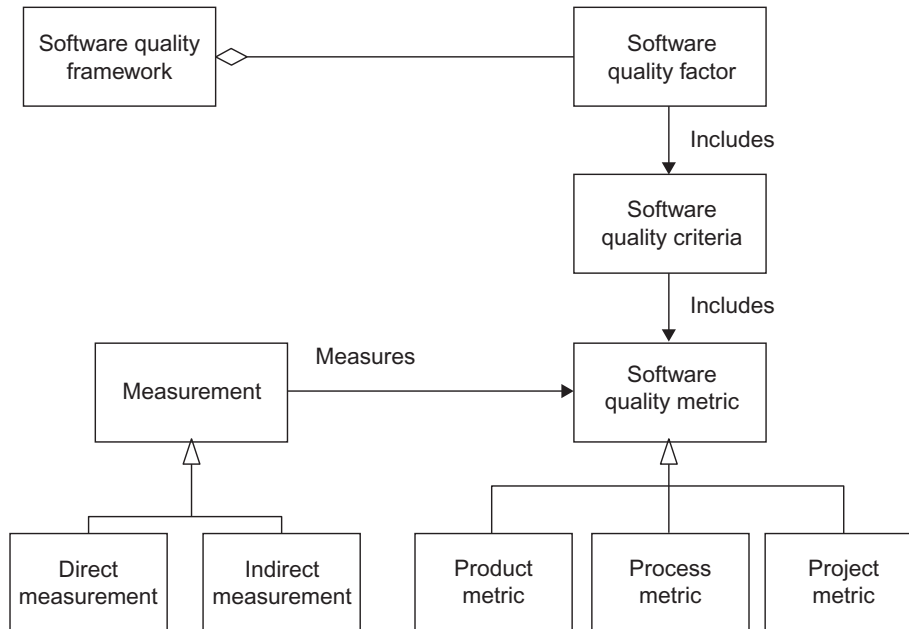 Software quality
framework
Software
quality factor
Includes
Software
quality criteria
Includes
Measurement
Measures
Software
quality metric
Direct
measurement
Indirect
measurement
Product
metric
Process
metric
Project
metric